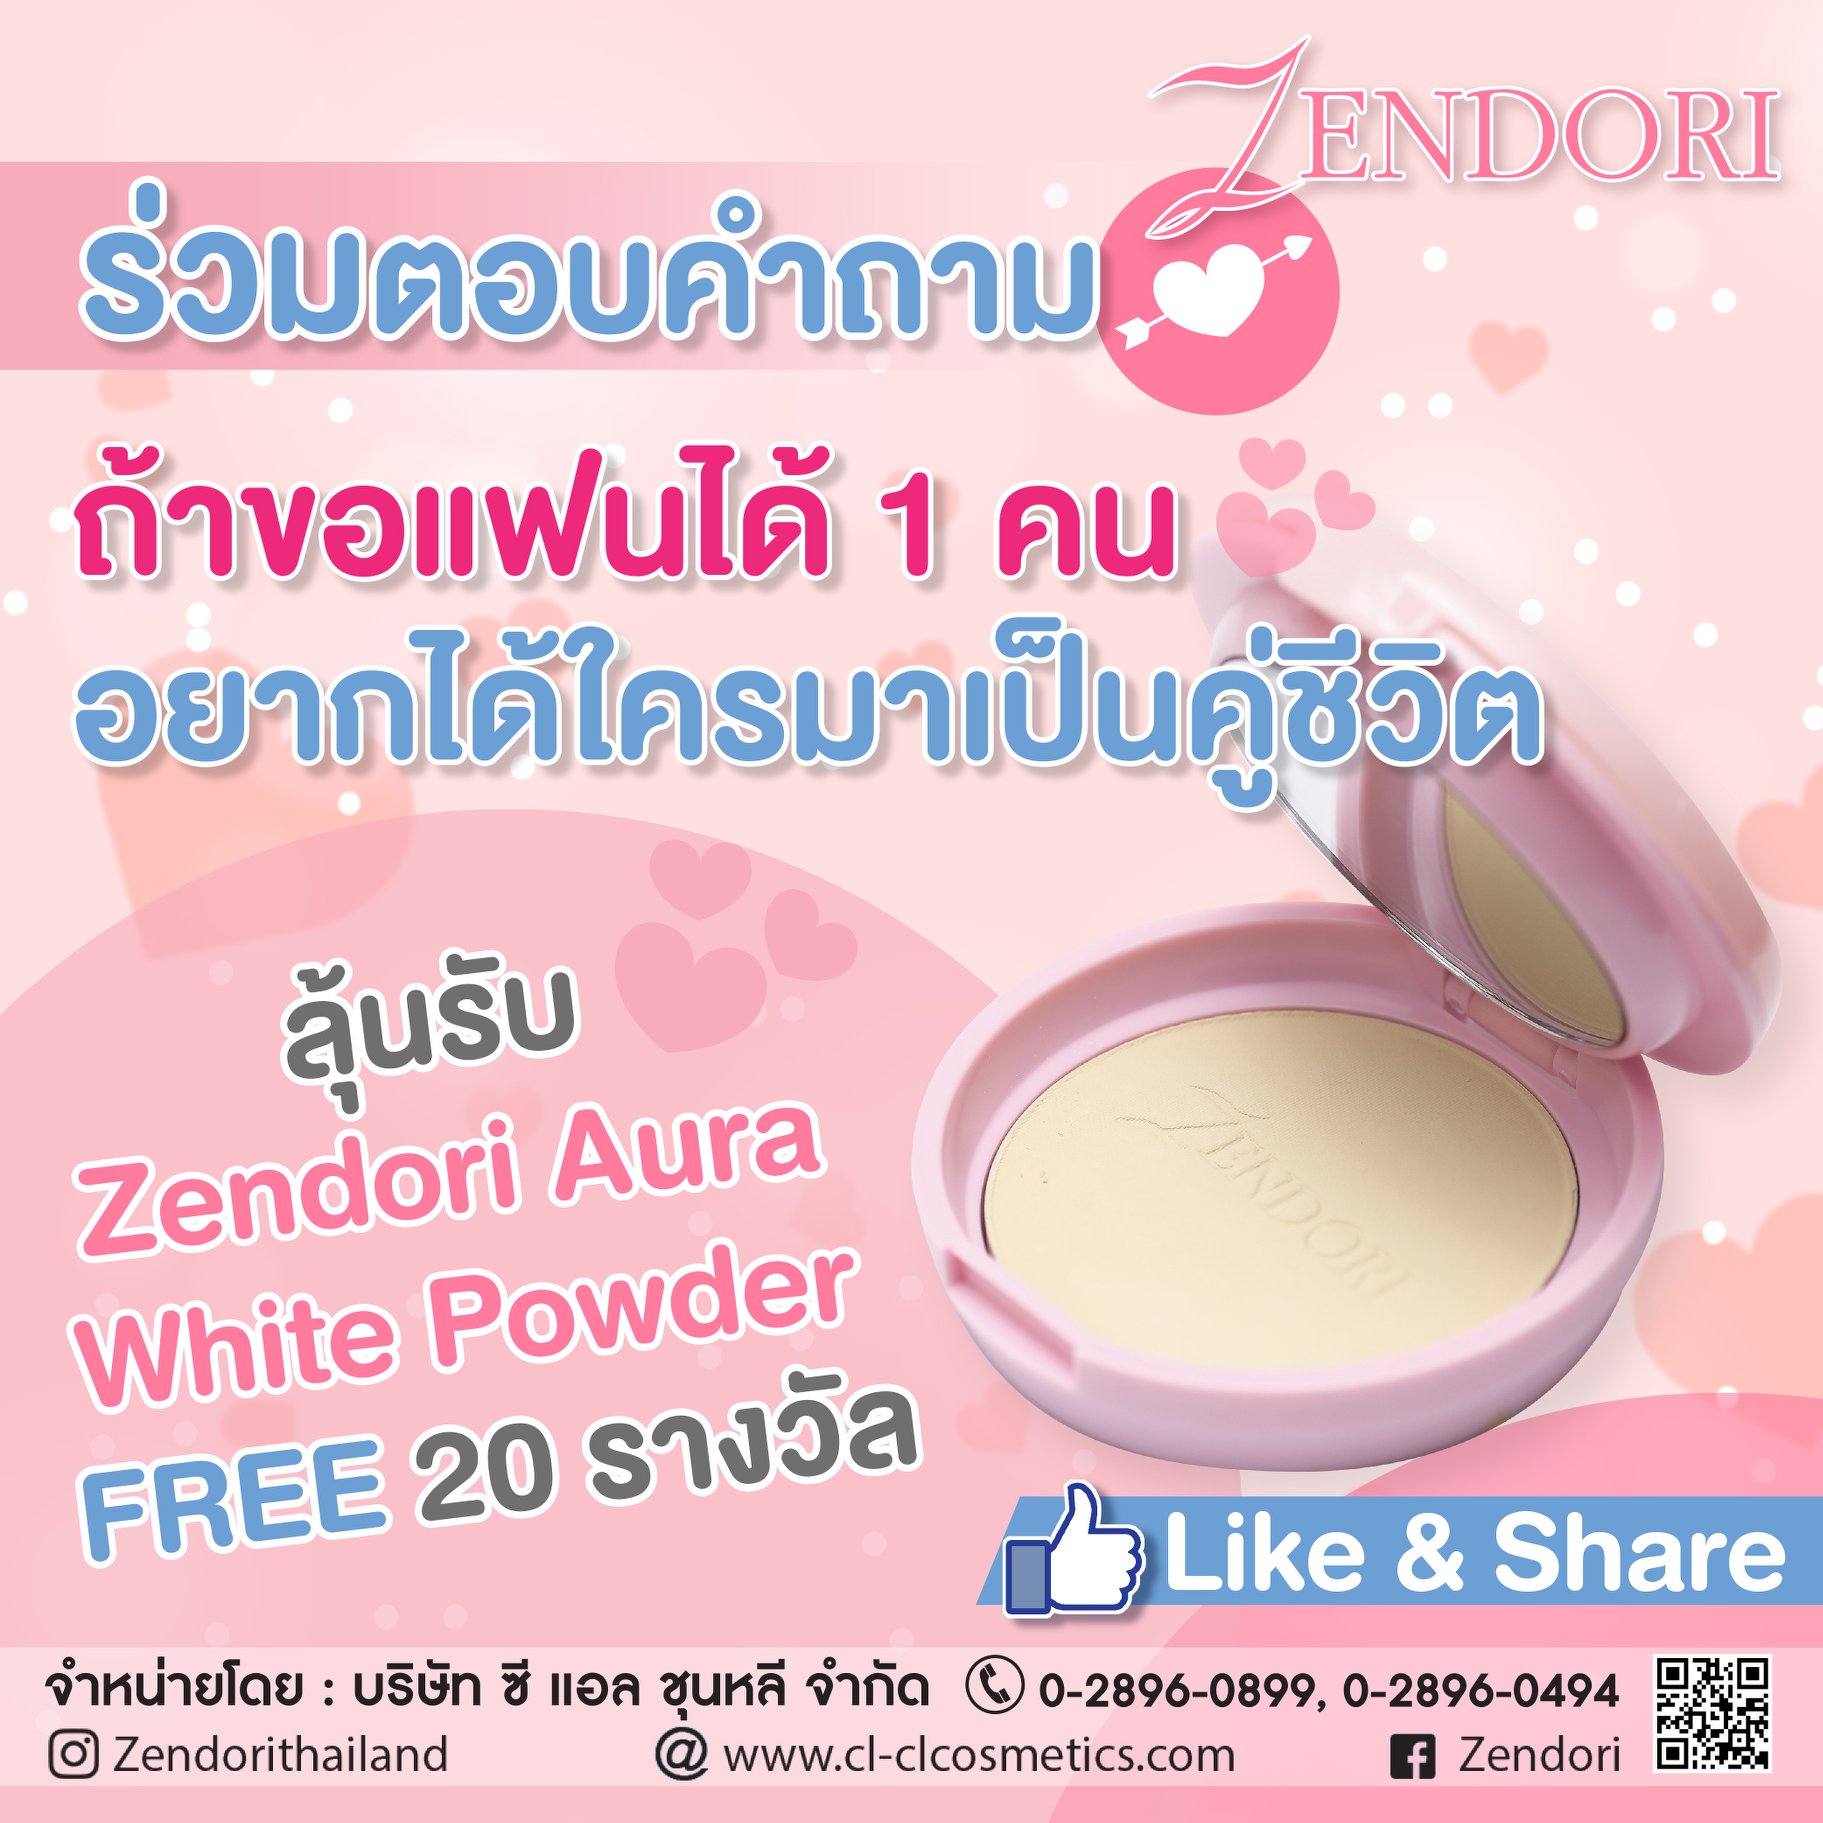 ZENDORI
ร่วมตอบคำถาม
ถ้าขอแฟนได้ 1 คน
อยากได้ใครมาเป็นคู่ชีวิต
ลุ้นรับ
Zendori Aura
White Powder
FREE 20 รางวัล
ZENDORI
Like & Share
จำหน่ายโดย : บริษัท ซี แอล ชุนหลี จำกัด 0-2896-0899, 0-2896-0494
Zendorithailand @ www.cl-clcosmetics.com Zendori